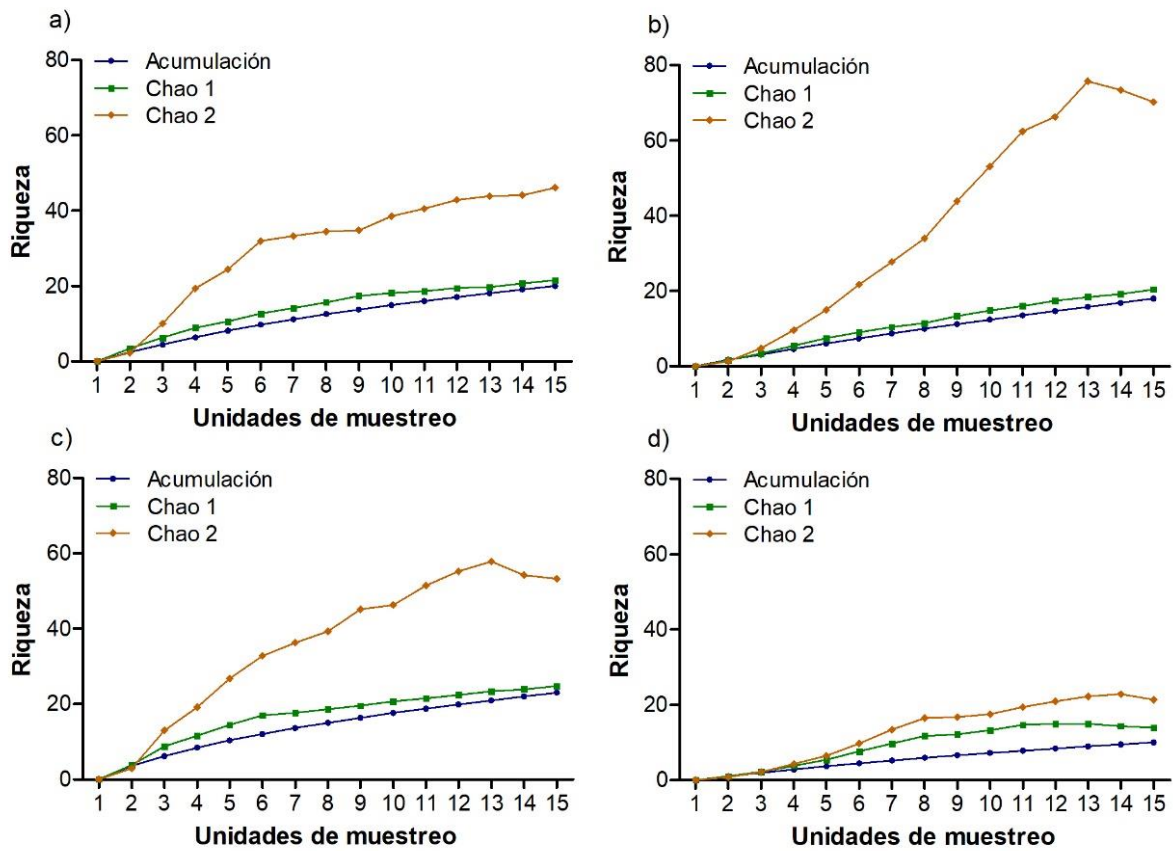 a)
80
60
40
20
0
Riqueza
Acumulación
Chao 1
Chao 2
1 2 3 4 5 6 7 8 9 10 11 12 13 14 15
Unidades de muestreo
b)
80
60
40
20
0
Riqueza
Acumulación
Chao 1
Chao 2
1 2 3 4 5 6 7 8 9 10 11 12 13 14 15
Unidades de muestreo
c)
80
60
40
20
0
Riqueza
Acumulación
Chao 1
Chao 2
1 2 3 4 5 6 7 8 9 10 11 12 13 14 15
Unidades de muestreo
d)
80
60
40
20
0
Riqueza
Acumulación
Chao 1
Chao 2
1 2 3 4 5 6 7 8 9 10 11 12 13 14 15
Unidades de muestreo